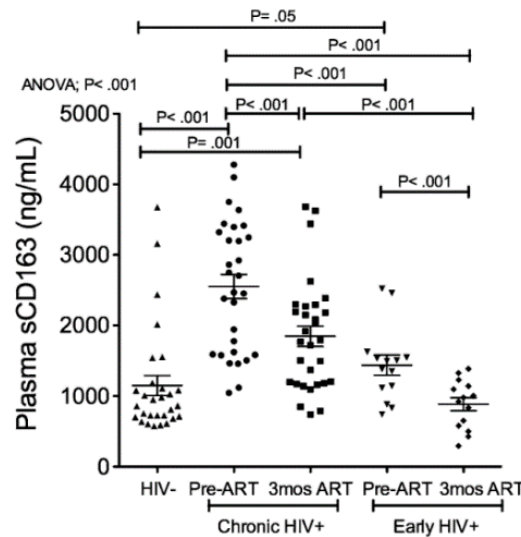 P= .05
P< .001
P< .001
ANOVA; P< .001
P< .001 P< .001 P< .001
P= .001
P< .001
Plasma sCD163 (ng/mL)
5000
4000
3000
2000
1000
0
HIV- Pre-ART 3mos ART Pre-ART 3mos ART
Chronic HIV+ Early HIV+